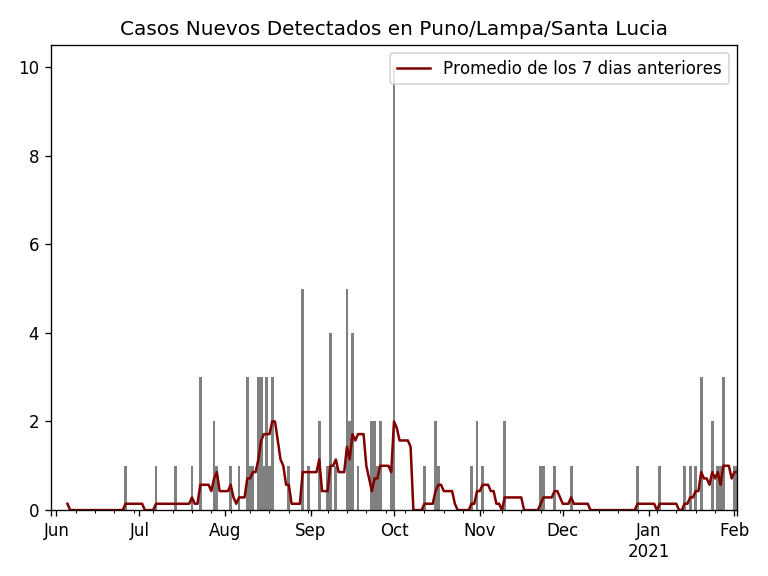 Casos Nuevos Detectados en Puno/Lampa/Santa Lucia
Promedio de los 7 dias anteriores
10
8
6
4
2
0
Jun Jul Aug Sep Oct Nov Dec Jan Feb
2021